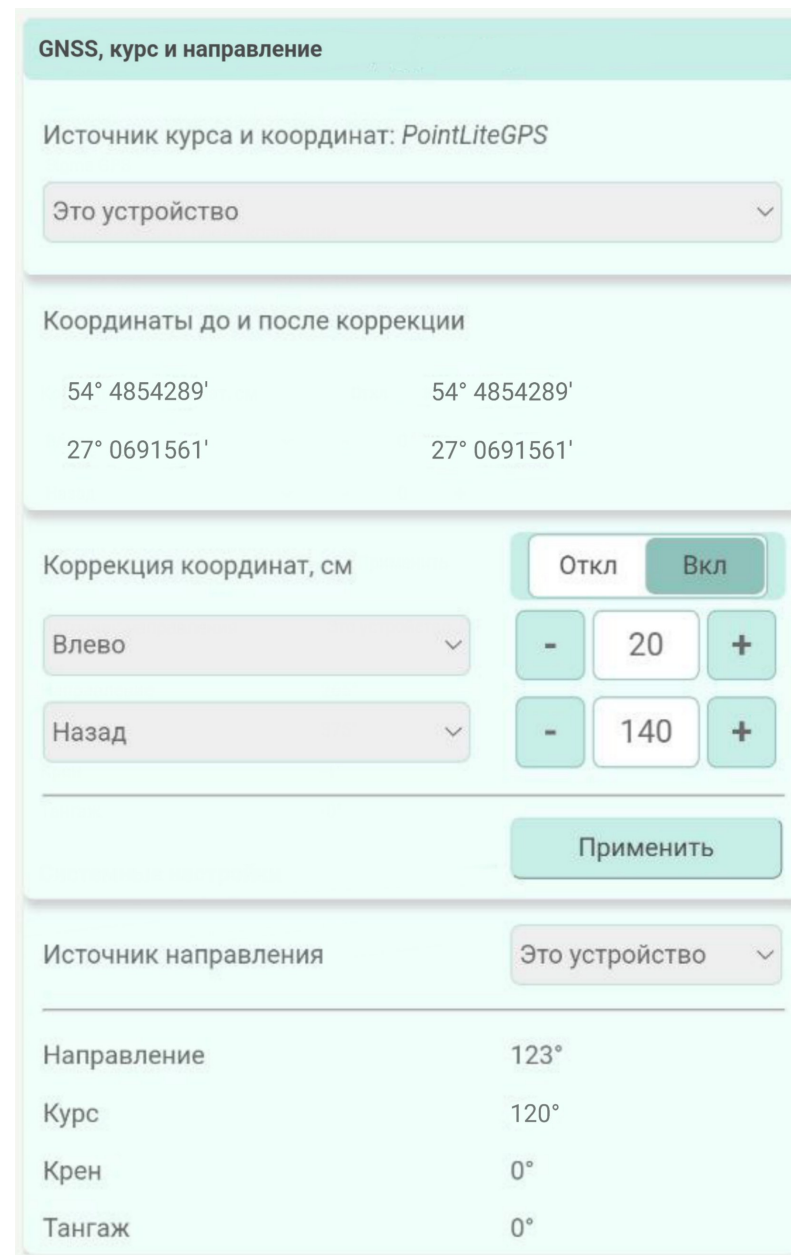 GNSS, курс и направление
Источник курса и координат: PointLiteGPS
Это устройство
Координаты до и после коррекции
54° 4854289' 54° 4854289'
27° 0691561' 27° 0691561'
Коррекция координат, см Откл Вкл
Влево - 20 +
Назад - 140 +
Применить
Источник направления Это устройство
Направление 123°
Курс 120°
Крен 0°
Тангаж 0°